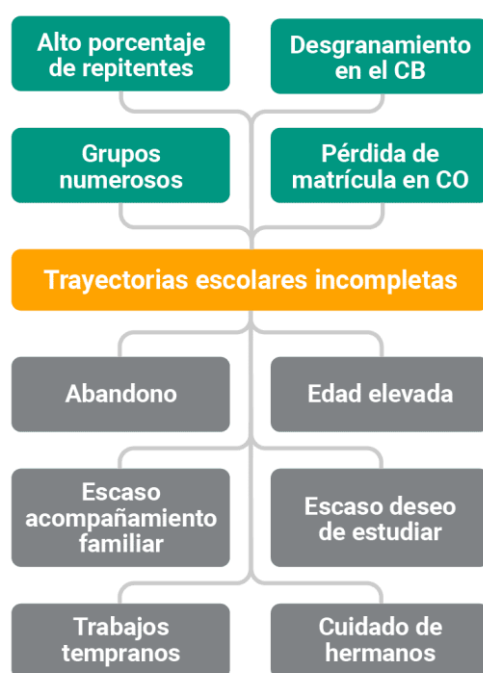 Alto porcentaje
de repitentes
Desgranamiento
en el CB
Grupos
numerosos
Pérdida de
matrícula en CO
Trayectorias escolares incompletas
Abandono
Edad elevada
Escaso
acompañamiento
familiar
Escaso deseo
de estudiar
Trabajos
tempranos
Cuidado de
hermanos